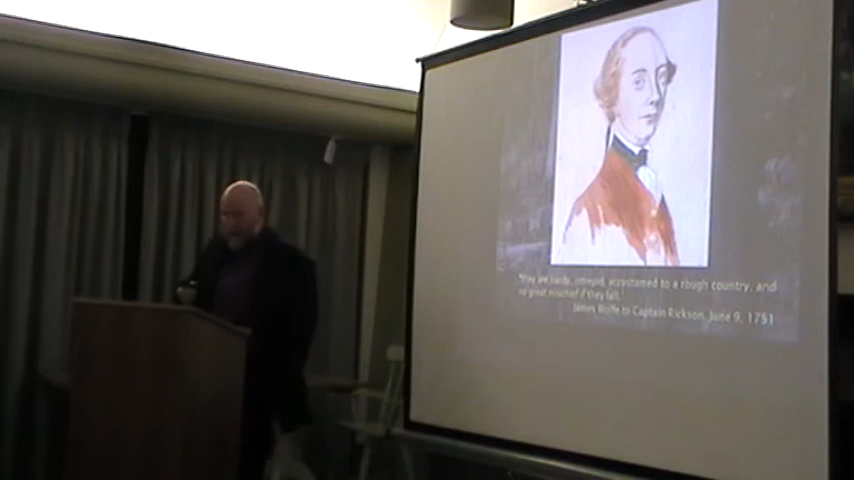 "They are hardy, intrepid, accustomed to a rough country, and
no great mischief if they fall."
James Wolfe to Captain Rickson, June 9, 1751